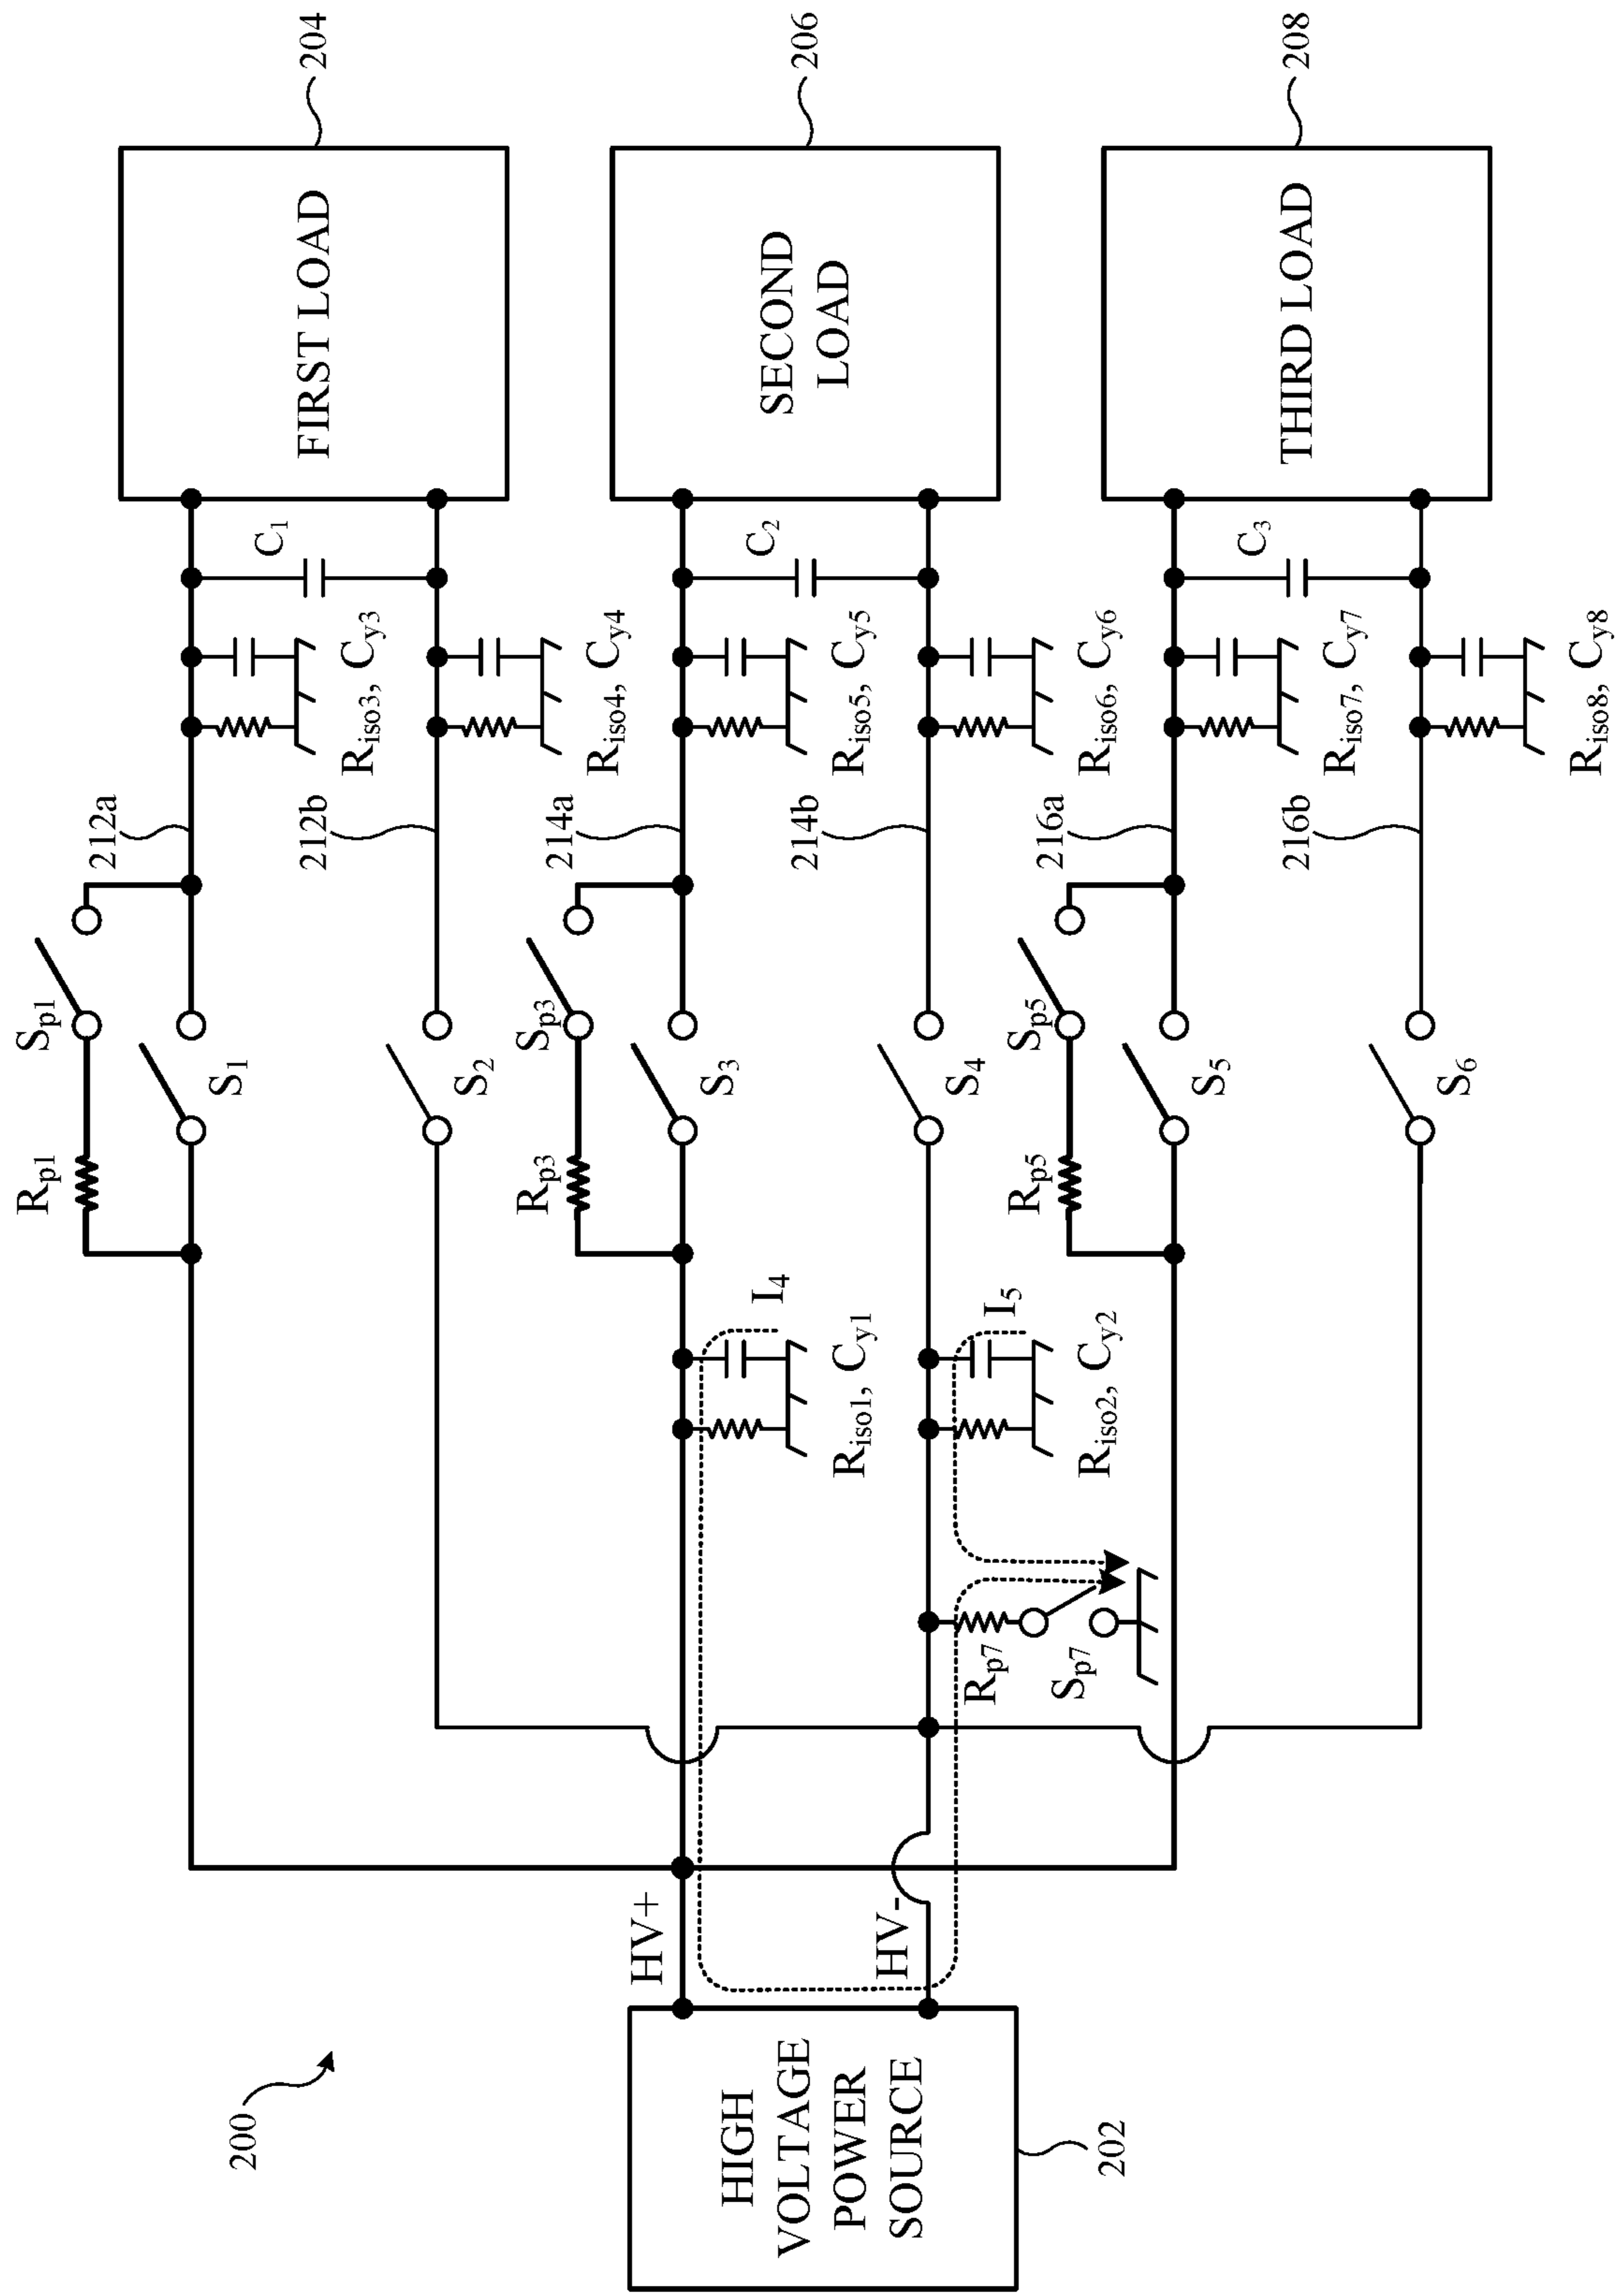 200
HIGH
VOLTAGE
POWER
SOURCE
202
HV+
HV-
Rp1
Sp1
S1
212a
S2
212b
Riso3, Cy3
C1
Riso4, Cy4
FIRST LOAD
204
Rp3
Sp3
S3
214a
I4
Riso1, Cy1
S4
214b
I5
Riso2, Cy2
Riso5, Cy5
C2
Riso6, Cy6
SECOND
LOAD
206
Rp7
Sp7
Rp5
Sp5
S5
216a
S6
216b
Riso7, Cy7
C3
Riso8, Cy8
THIRD LOAD
208